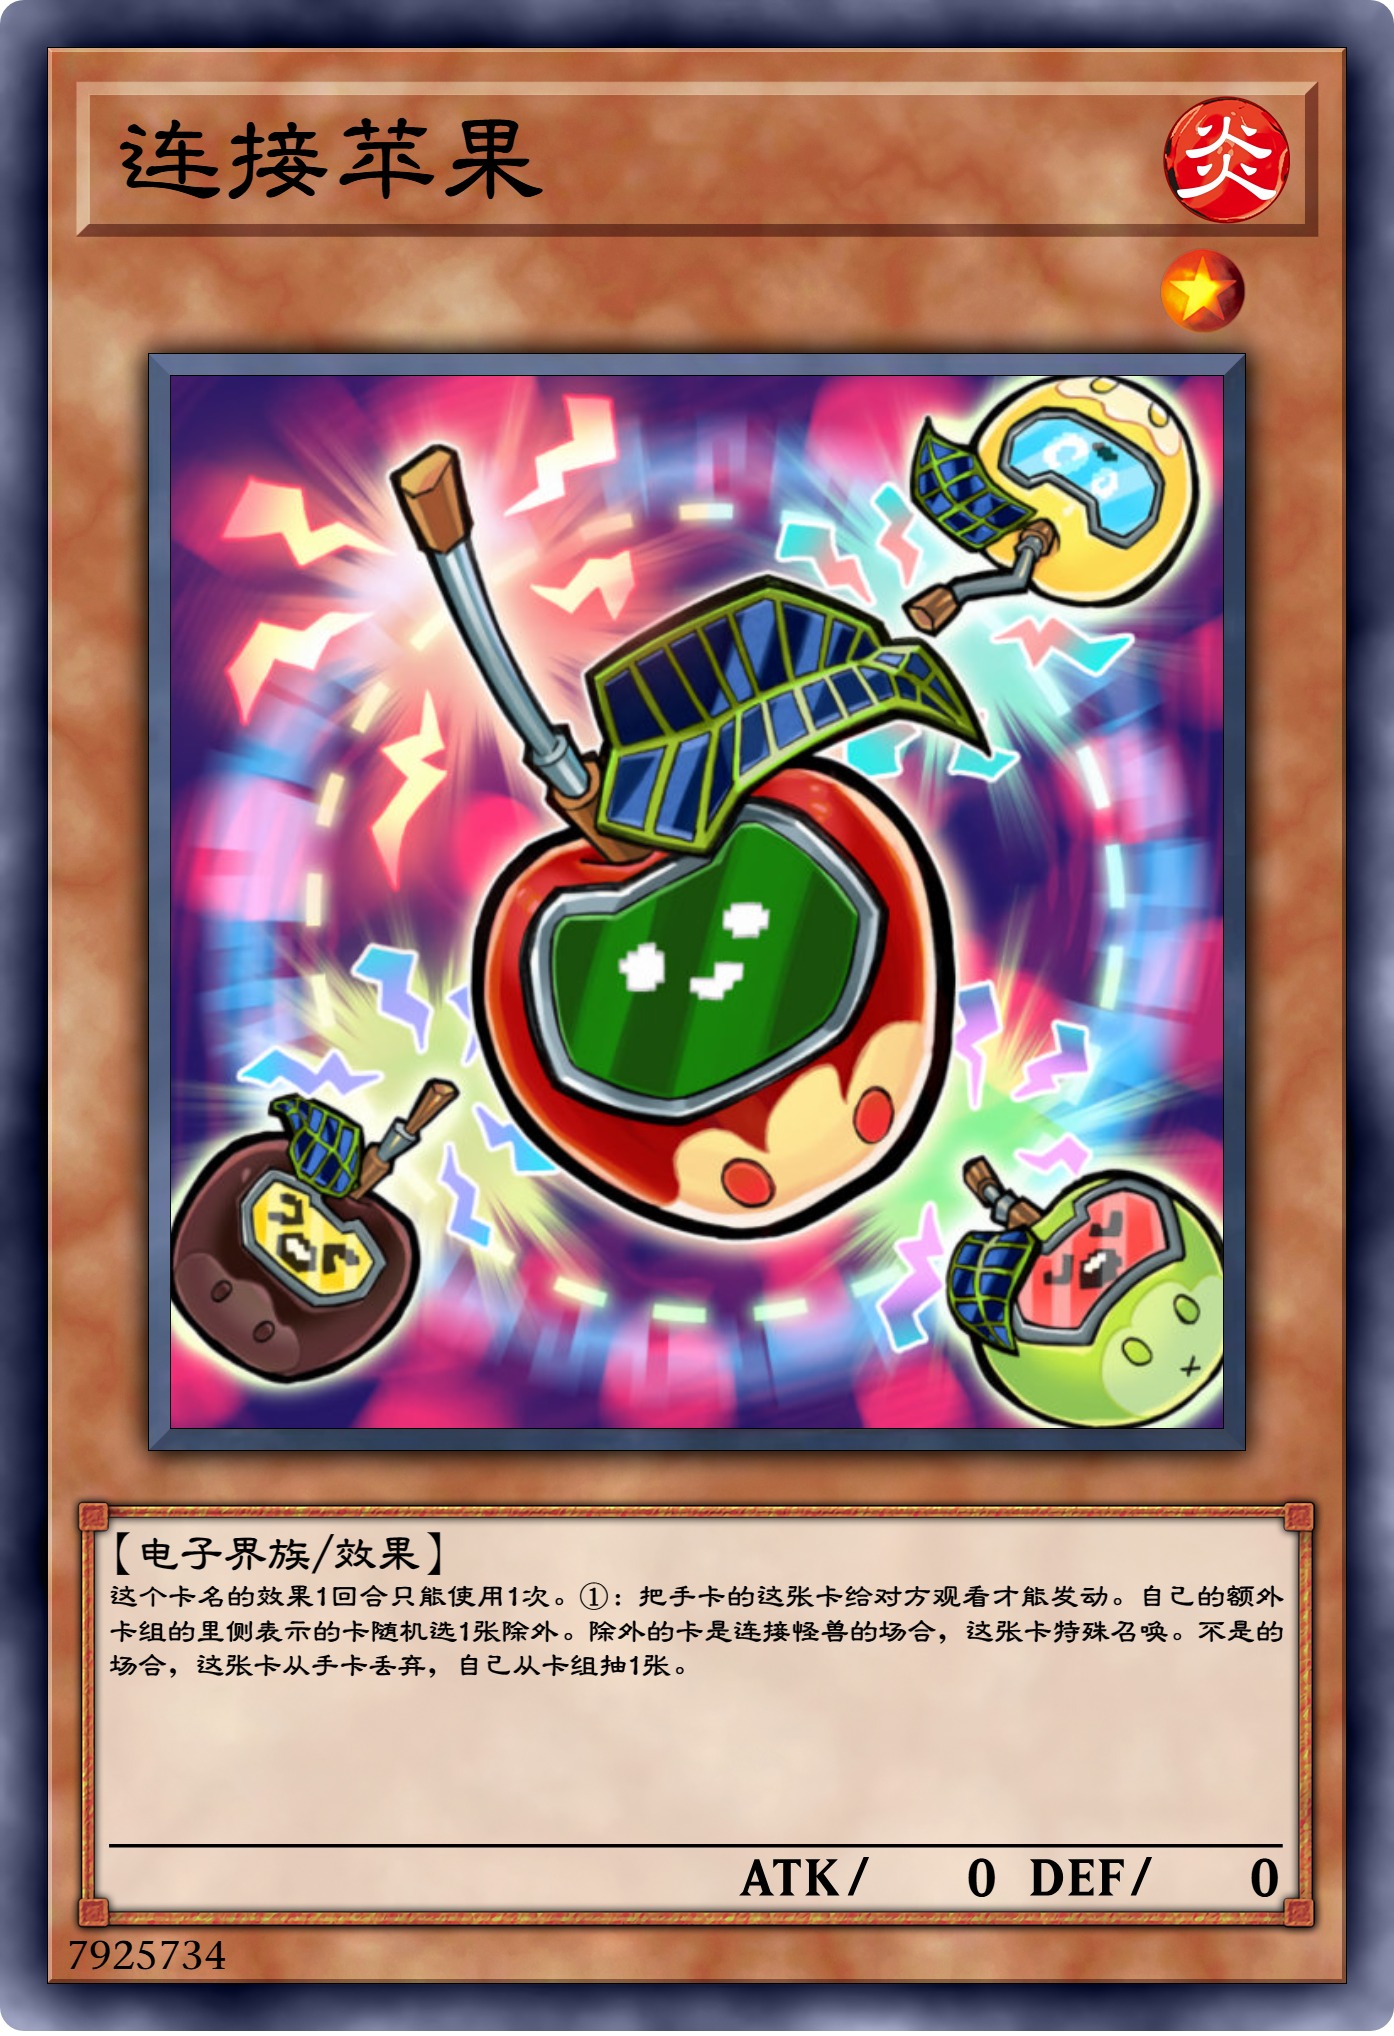 连接苹果
炎
【电子界族/效果】
这个卡名的效果1回合只能使用1次。①：把手卡的这张卡给对方观看才能发动。自己的额外
卡组的里侧表示的卡随机选1张除外。除外的卡是连接怪兽的场合，这张卡特殊召唤。不是的
场合，这张卡从手卡丢弃，自己从卡组抽1张。
ATK/ 0 DEF/ 0
7925734